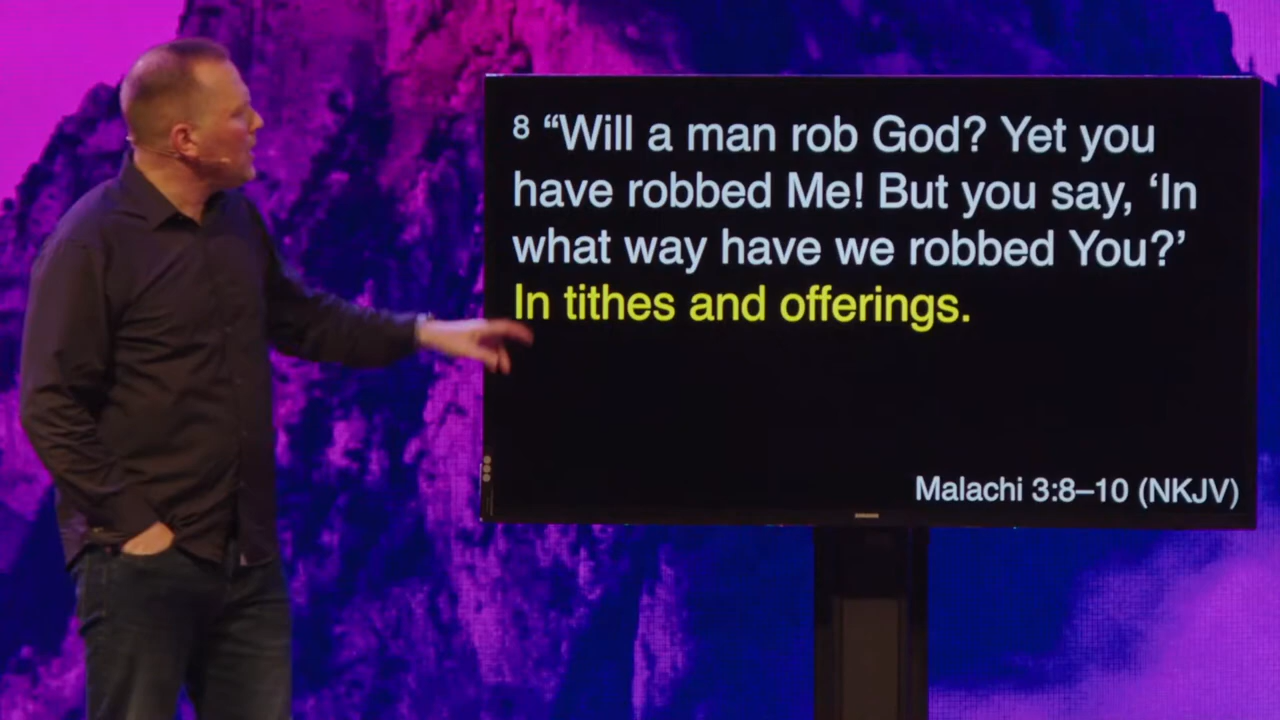 8 “Will a man rob God? Yet you
have robbed Me! But you say, ‘In
what way have we robbed You?’
In tithes and offerings.
Malachi 3:8–10 (NKJV)